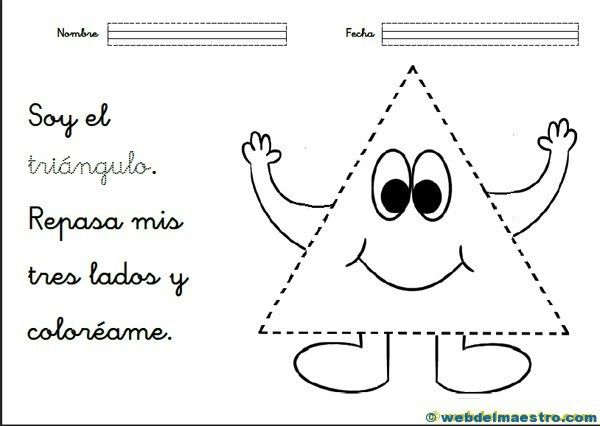 Nombre
Fecha
Soy el
triángulo.
Repasa mis
tres lados y
coloréame.
© webdelmaestro.com